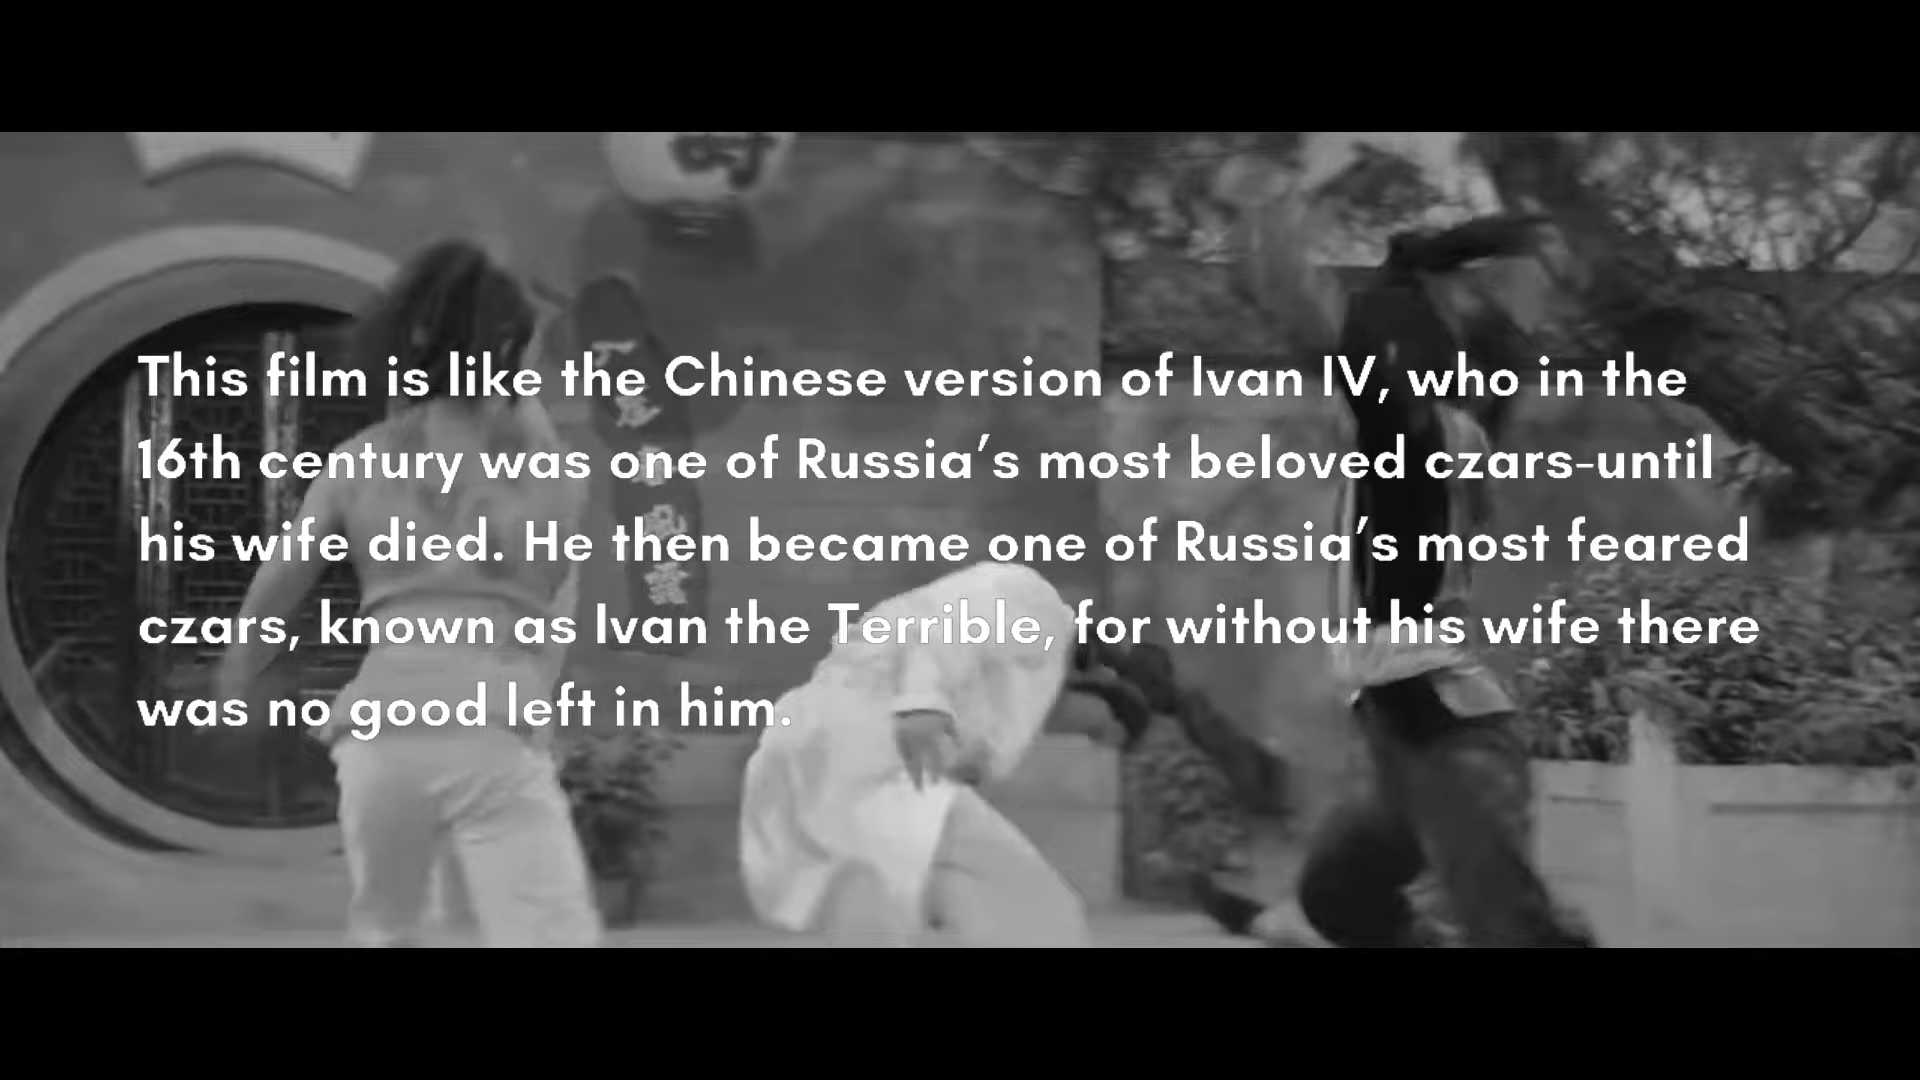 This film is like the Chinese version of Ivan IV, who in the
16th century was one of Russia’s most beloved czars-until
his wife died. He then became one of Russia’s most feared
czars, known as Ivan the Terrible, for without his wife there
was no good left in him.